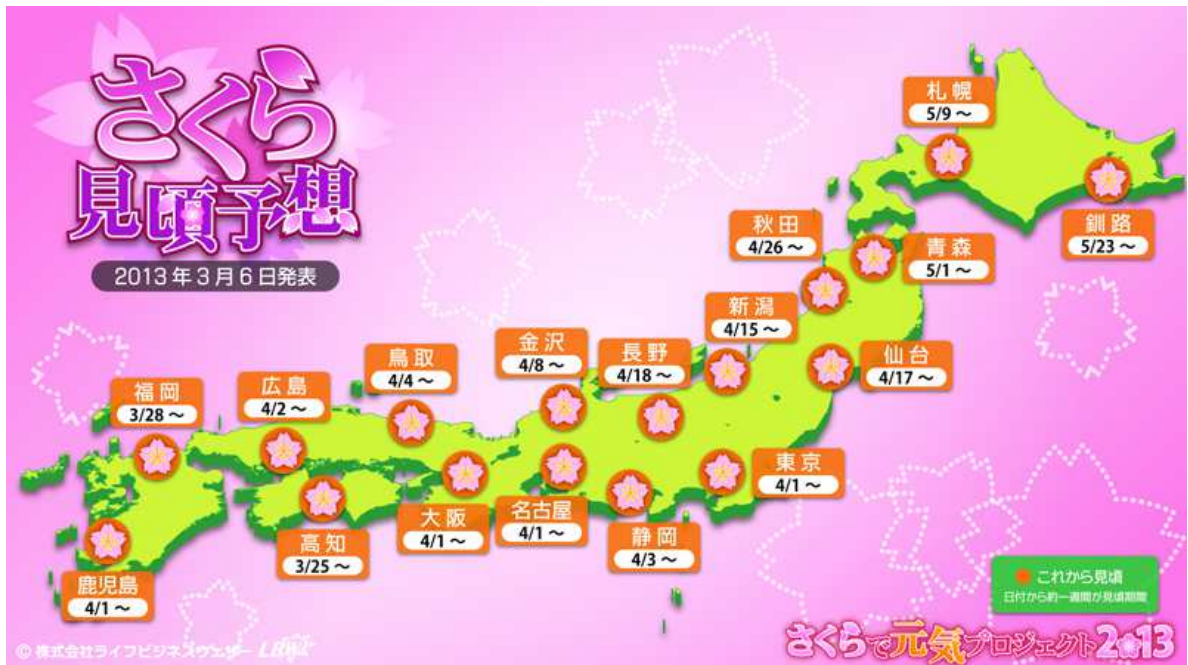 さくら
見頃予想
2013年3月6日発表
札幌
5/9～
釧路
5/23～
秋田
4/26～
青森
5/1～
新潟
4/15～
仙台
4/17～
金沢
4/8～
長野
4/18～
鳥取
4/4～
福岡
3/28～
広島
4/2～
東京
4/1～
大阪
4/1～
名古屋
4/1～
静岡
4/3～
高知
3/25～
鹿児島
4/1～
これから見頃
日付から約一週間が見頃期間
さくらで元気プロジェクト2013
© 株式会社ライフビジネスウェザー